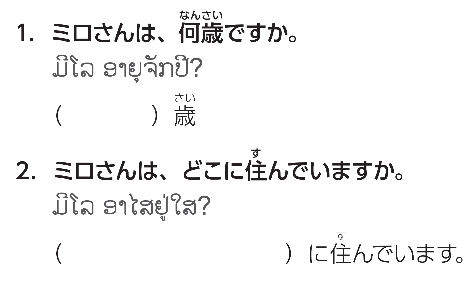 1. ミロさんは、何歳ですか。
ມີໂລ ອາຍຸຈັກປີ?
(　　　　) 歳
2. ミロさんは、どこに住んでいますか。
ມີໂລ ອາໄສຢູ່ໃສ?
(　　　　　　　　　　) に住んでいます。